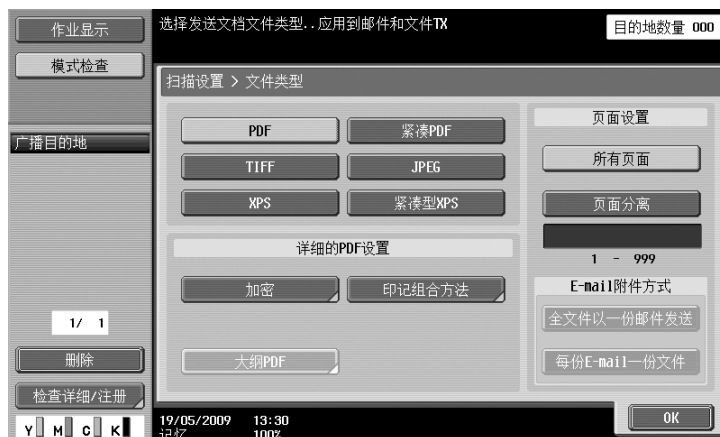 作业显示
模式检查
选择发送文档文件类型..应用到邮件和文件TX
目的地数量 000
扫描设置 > 文件类型
广播目的地
PDF
紧凑PDF
TIFF
JPEG
XPS
紧凑型XPS
页面设置
所有页面
页面分离
1 - 999
详细的PDF设置
加密
印记组合方法
大纲PDF
E-mail附件方式
全文件以一份邮件发送
每份E-mail一份文件
1/ 1
删除
检查详细/注册
Y M C K
19/05/2009 13:30
记忆 100%
OK